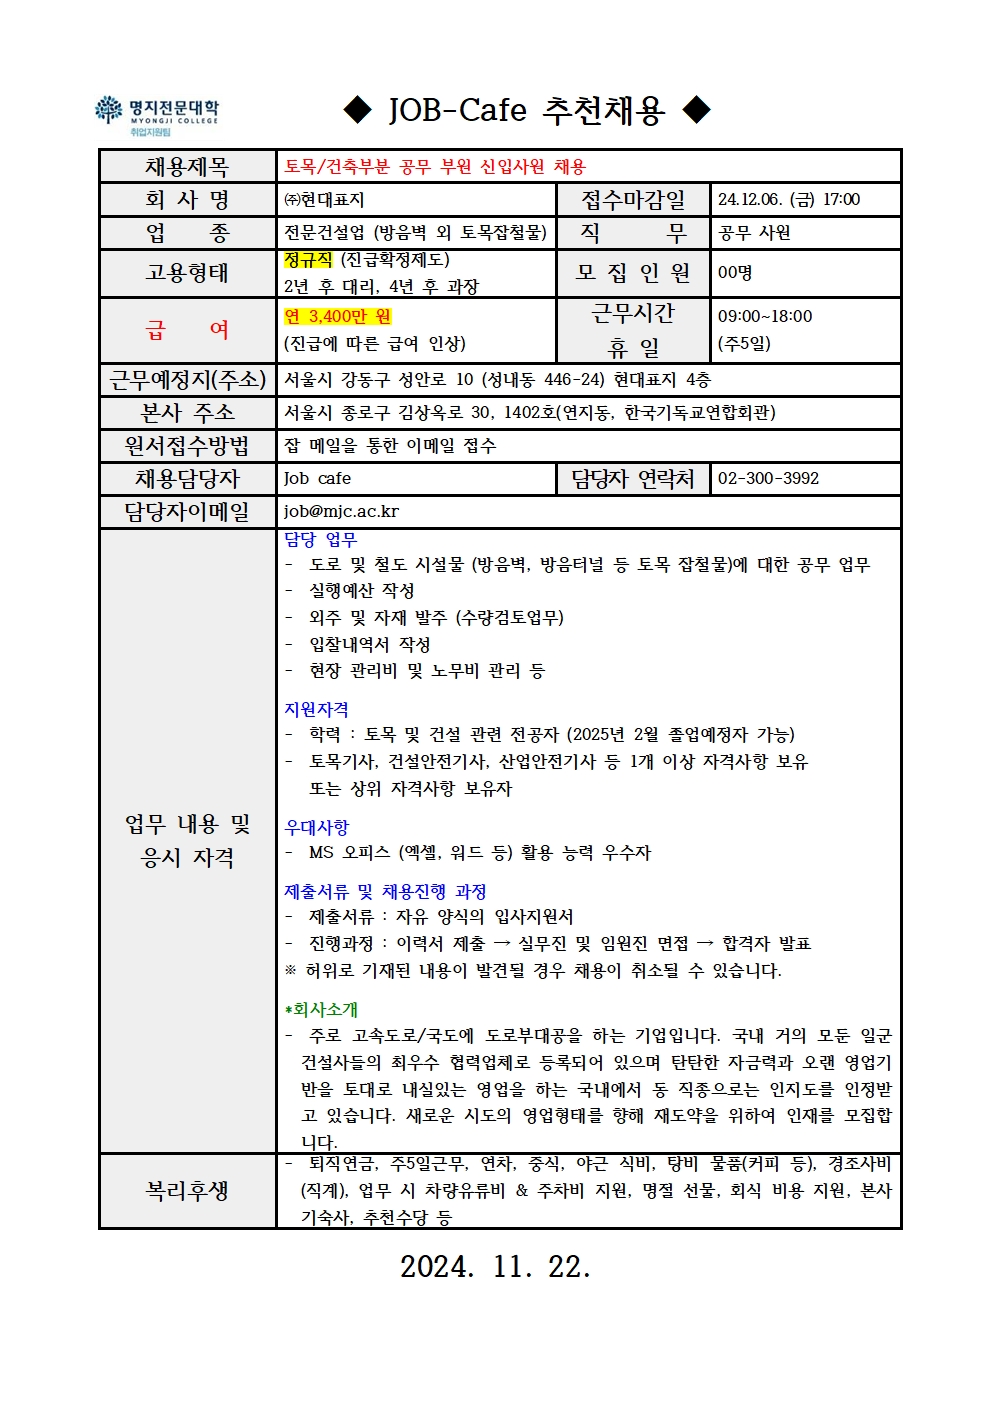 명지전문대학
MYONGJI COLLEGE
취업지원팀
◆ JOB-Cafe 추천채용 ◆
채용제목 토목/건축부분 공무 부원 신입사원 채용
회 사 명 ㈜현대표지 접수마감일 24.12.06. (금) 17:00
업 종 전문건설업 (방음벽 외 토목잡철물) 직 무 공무 사원
고용형태 정규직 (진급확정제도) 모 집 인 원 00명
2년 후 대리, 4년 후 과장
급 여 연 3,400만 원 근무시간 09:00~18:00
(진급에 따른 급여 인상) 휴 일 (주5일)
근무예정지(주소) 서울시 강동구 성안로 10 (성내동 446-24) 현대표지 4층
본사 주소 서울시 종로구 김상옥로 30, 1402호(연지동, 한국기독교연합회관)
원서접수방법 잡 메일을 통한 이메일 접수
채용담당자 Job cafe 담당자 연락처 02-300-3992
담당자이메일 job@mjc.ac.kr
업무 내용 및
응시 자격
담당 업무
- 도로 및 철도 시설물 (방음벽, 방음터널 등 토목 잡철물)에 대한 공무 업무
- 실행예산 작성
- 외주 및 자재 발주 (수량검토업무)
- 입찰내역서 작성
- 현장 관리비 및 노무비 관리 등
지원자격
- 학력 : 토목 및 건설 관련 전공자 (2025년 2월 졸업예정자 가능)
- 토목기사, 건설안전기사, 산업안전기사 등 1개 이상 자격사항 보유
또는 상위 자격사항 보유자
우대사항
- MS 오피스 (엑셀, 워드 등) 활용 능력 우수자
제출서류 및 채용진행 과정
- 제출서류 : 자유 양식의 입사지원서
- 진행과정 : 이력서 제출 → 실무진 및 임원진 면접 → 합격자 발표
※ 허위로 기재된 내용이 발견될 경우 채용이 취소될 수 있습니다.
*회사소개
- 주로 고속도로/국도에 도로부대공을 하는 기업입니다. 국내 거의 모둔 일군
건설사들의 최우수 협력업체로 등록되어 있으며 탄탄한 자금력과 오랜 영업기
반을 토대로 내실있는 영업을 하는 국내에서 동 직종으로는 인지도를 인정받
고 있습니다. 새로운 시도의 영업형태를 향해 재도약을 위하여 인재를 모집합
니다.
복리후생
- 퇴직연금, 주5일근무, 연차, 중식, 야근 식비, 탕비 물품(커피 등), 경조사비
(직계), 업무 시 차량유류비 & 주차비 지원, 명절 선물, 회식 비용 지원, 본사
기숙사, 추천수당 등
2024. 11. 22.